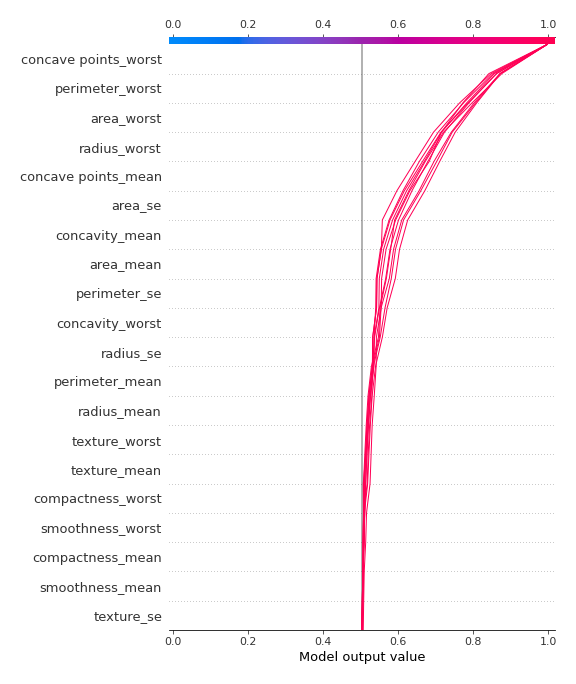 0.0 0.2 0.4 0.6 0.8 1.0
concave points_worst
perimeter_worst
area_worst
radius_worst
concave points_mean
area_se
concavity_mean
area_mean
perimeter_se
concavity_worst
radius_se
perimeter_mean
radius_mean
texture_worst
texture_mean
compactness_worst
smoothness_worst
compactness_mean
smoothness_mean
texture_se
0.0 0.2 0.4 0.6 0.8 1.0
Model output value